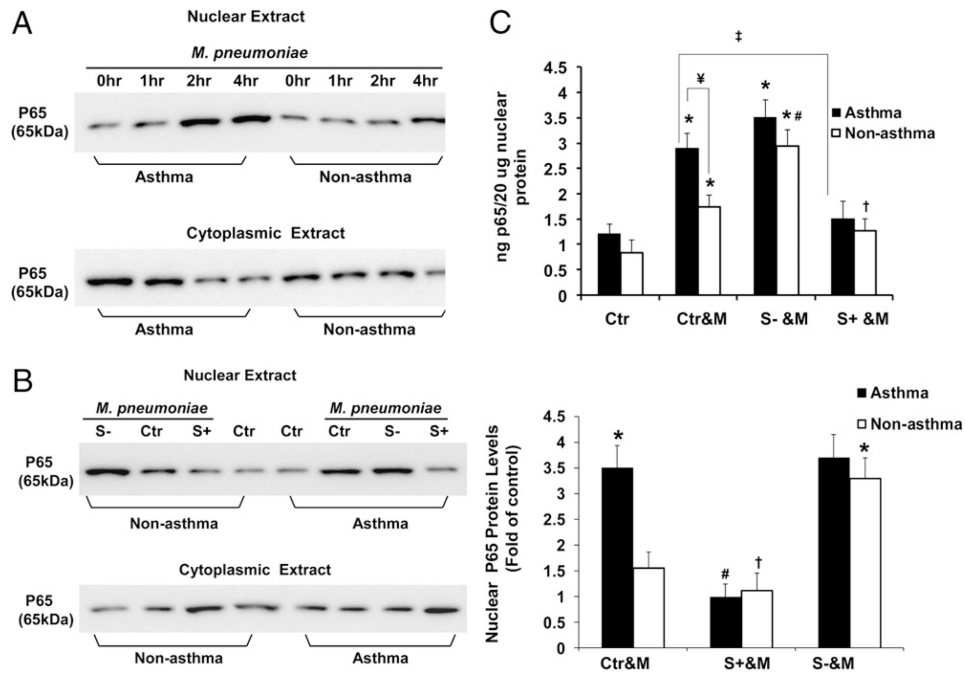 A
Nuclear Extract
M. pneumoniae
0hr 1hr 2hr 4hr 0hr 1hr 2hr 4hr
P65
(65kDa)
Asthma Non-asthma
Cytoplasmic Extract
P65
(65kDa)
Asthma Non-asthma
B
Nuclear Extract
M. pneumoniae M. pneumoniae
S- Ctr S+ Ctr Ctr Ctr S- S+
P65
(65kDa)
Non-asthma Asthma
Cytoplasmic Extract
P65
(65kDa)
Non-asthma Asthma
C
ng p65/20 ug nuclear
protein
4.5
4
3.5
3
2.5
2
1.5
1
0.5
0
‡
¥
* * * * # †
Asthma
Non-asthma
Ctr Ctr&M S- &M S+ &M
Nuclear P65 Protein Levels
(Fold of control)
4.5
4
3.5
3
2.5
2
1.5
1
0.5
0
* # † *
Asthma
Non-asthma
Ctr&M S+&M S-&M